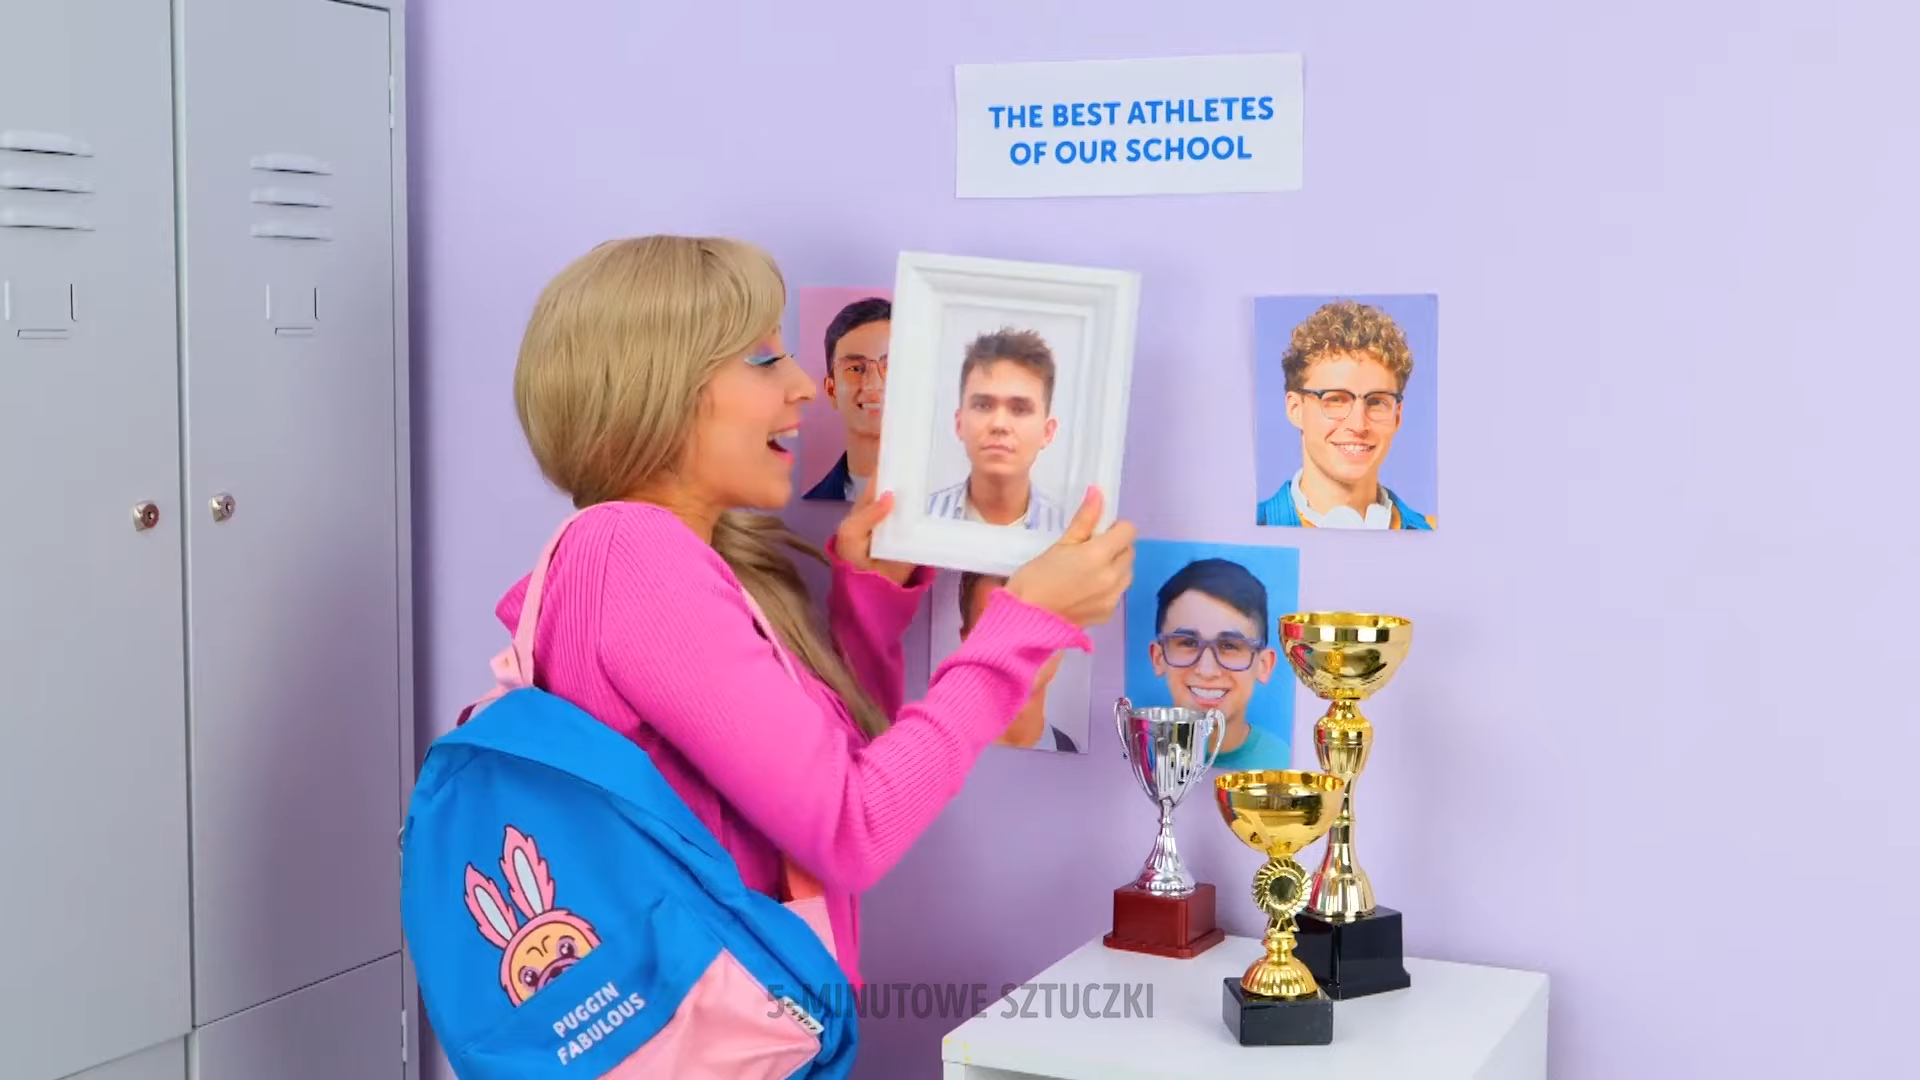 THE BEST ATHLETES
OF OUR SCHOOL
PUGGIN
FABULOUS
5-MINUTOWE SZTUCZKI